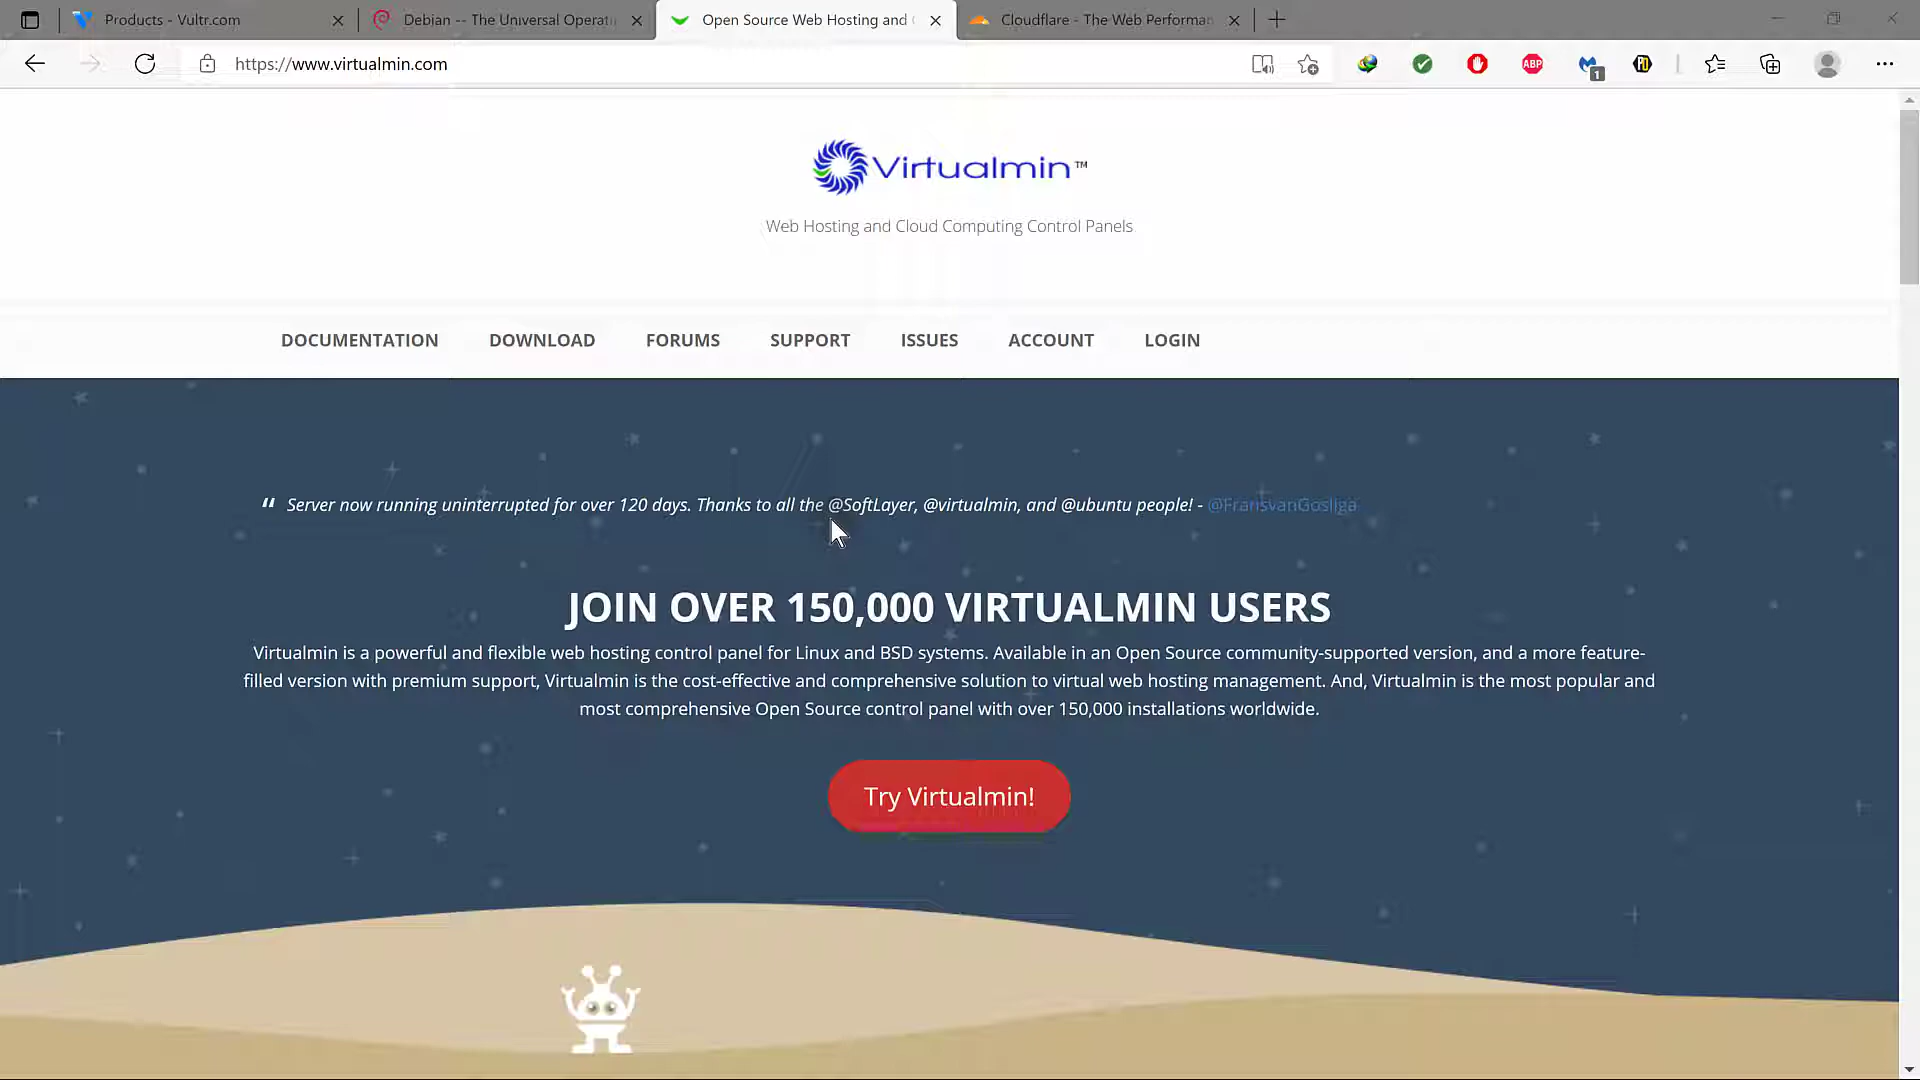 Products - Vultr.com
Debian -- The Universal Operati
Open Source Web Hosting and
Cloudflare - The Web Performan
https://www.virtualmin.com
ABP
1
Virtualmin™
Web Hosting and Cloud Computing Control Panels
DOCUMENTATION DOWNLOAD FORUMS SUPPORT ISSUES ACCOUNT LOGIN
“ Server now running uninterrupted for over 120 days. Thanks to all the @SoftLayer, @virtualmin, and @ubuntu people! - @FransvanGosliga
JOIN OVER 150,000 VIRTUALMIN USERS
Virtualmin is a powerful and flexible web hosting control panel for Linux and BSD systems. Available in an Open Source community-supported version, and a more feature-
filled version with premium support, Virtualmin is the cost-effective and comprehensive solution to virtual web hosting management. And, Virtualmin is the most popular and
most comprehensive Open Source control panel with over 150,000 installations worldwide.
Try Virtualmin!